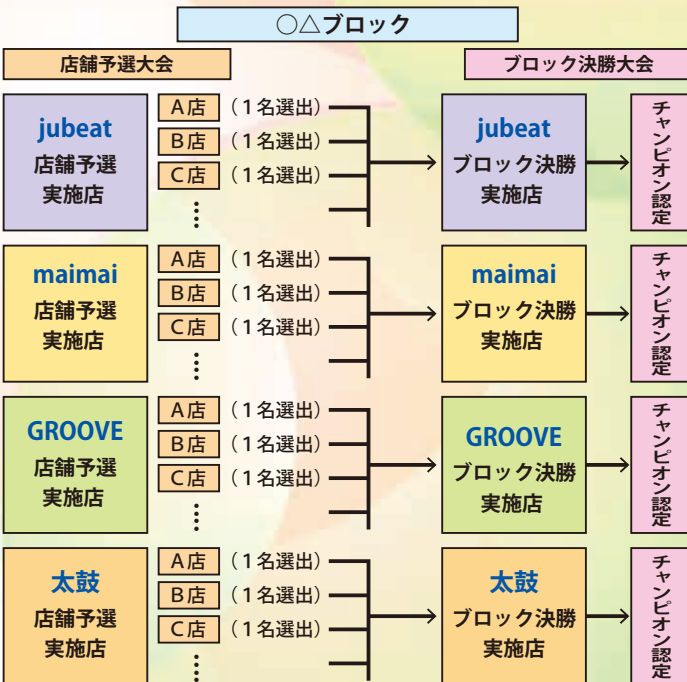 ○△ブロック
店舗予選大会
ブロック決勝大会
jubeat
店舗予選
実施店
A店 (1名選出)
B店 (1名選出)
C店 (1名選出)
jubeat
ブロック決勝
実施店
チャンピオン認定
maimai
店舗予選
実施店
A店 (1名選出)
B店 (1名選出)
C店 (1名選出)
maimai
ブロック決勝
実施店
チャンピオン認定
GROOVE
店舗予選
実施店
A店 (1名選出)
B店 (1名選出)
C店 (1名選出)
GROOVE
ブロック決勝
実施店
チャンピオン認定
太鼓
店舗予選
実施店
A店 (1名選出)
B店 (1名選出)
C店 (1名選出)
太鼓
ブロック決勝
実施店
チャンピオン認定